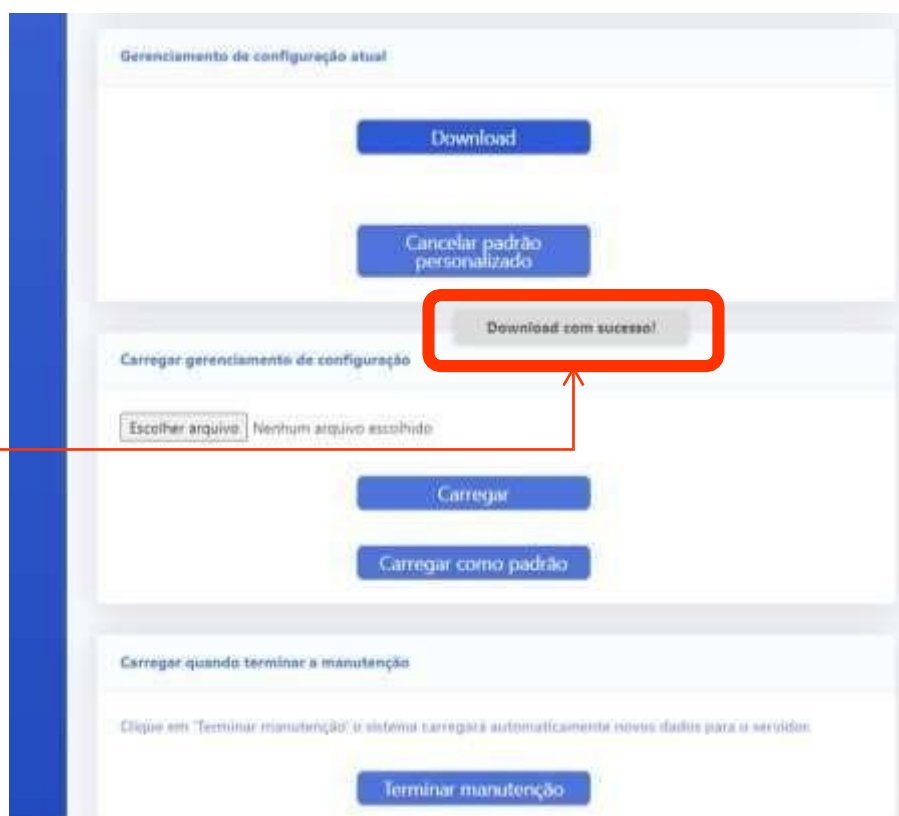 Gerenciamento de configuração atual
Download
Cancelar padrão
personalizado
Download com sucesso!
Carregar gerenciamento de configuração
Escolher arquivo Nenhum arquivo escolhido
Carregar
Carregar como padrão
Carregar quando terminar a manutenção
Clique em 'Terminar manutenção' o sistema carregará automaticamente novos dados para o servidor.
Terminar manutenção